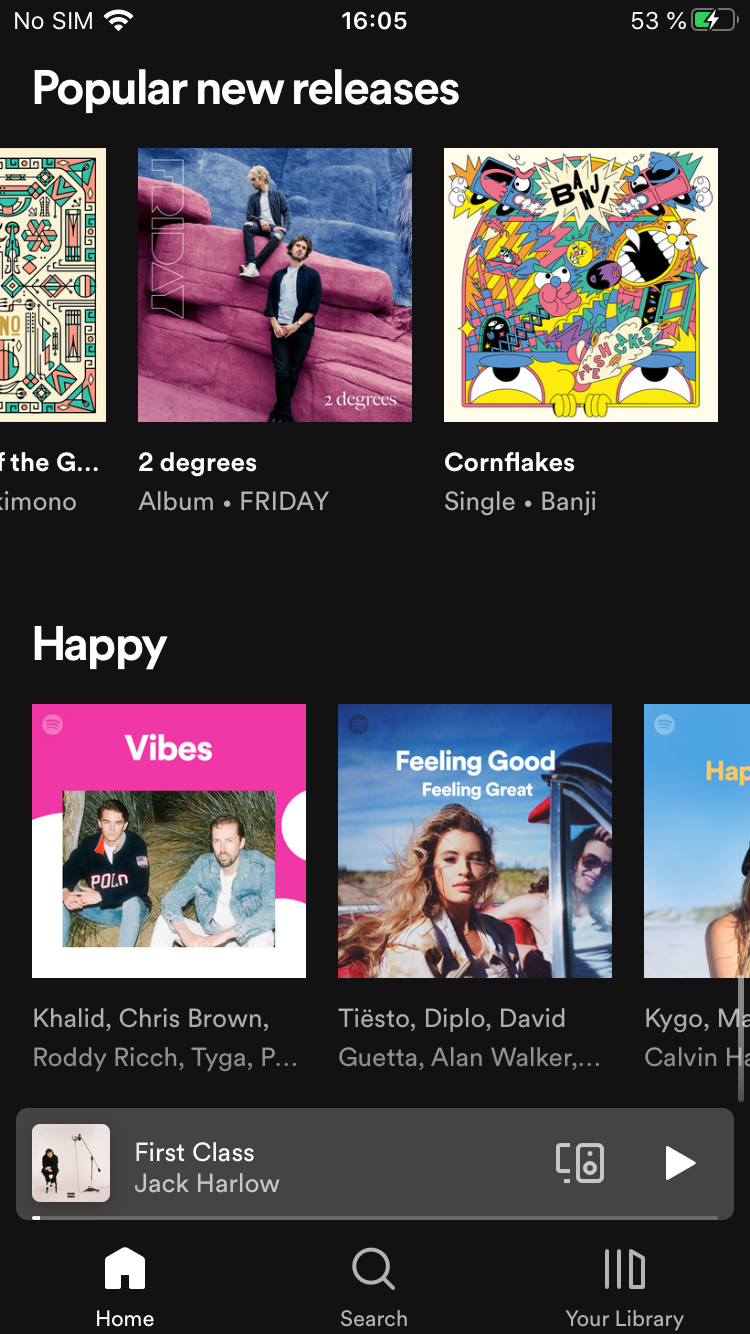 No SIM 16:05 53 %
Popular new releases
NO
FRIDAY
2 degrees
BANJI
FRESH CAKES
f the G...
kimono
2 degrees
Album • FRIDAY
Cornflakes
Single • Banji
Happy
Vibes
POLO
Feeling Good
Feeling Great
Hap
Khalid, Chris Brown,
Roddy Ricch, Tyga, P...
Tiësto, Diplo, David
Guetta, Alan Walker,...
Kygo, Ma
Calvin Ha
First Class
Jack Harlow
Home
Search
Your Library